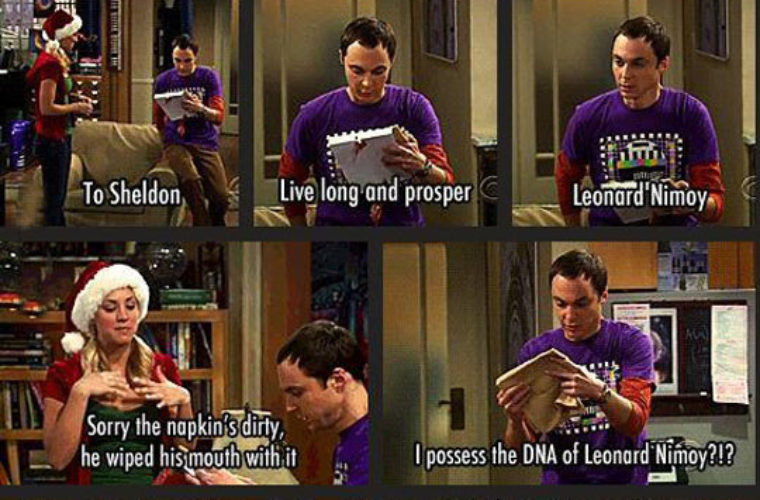 To Sheldon
Live long and prosper
Leonard Nimoy
Sorry the napkin's dirty,
he wiped his mouth with it
I possess the DNA of Leonard Nimoy?!?